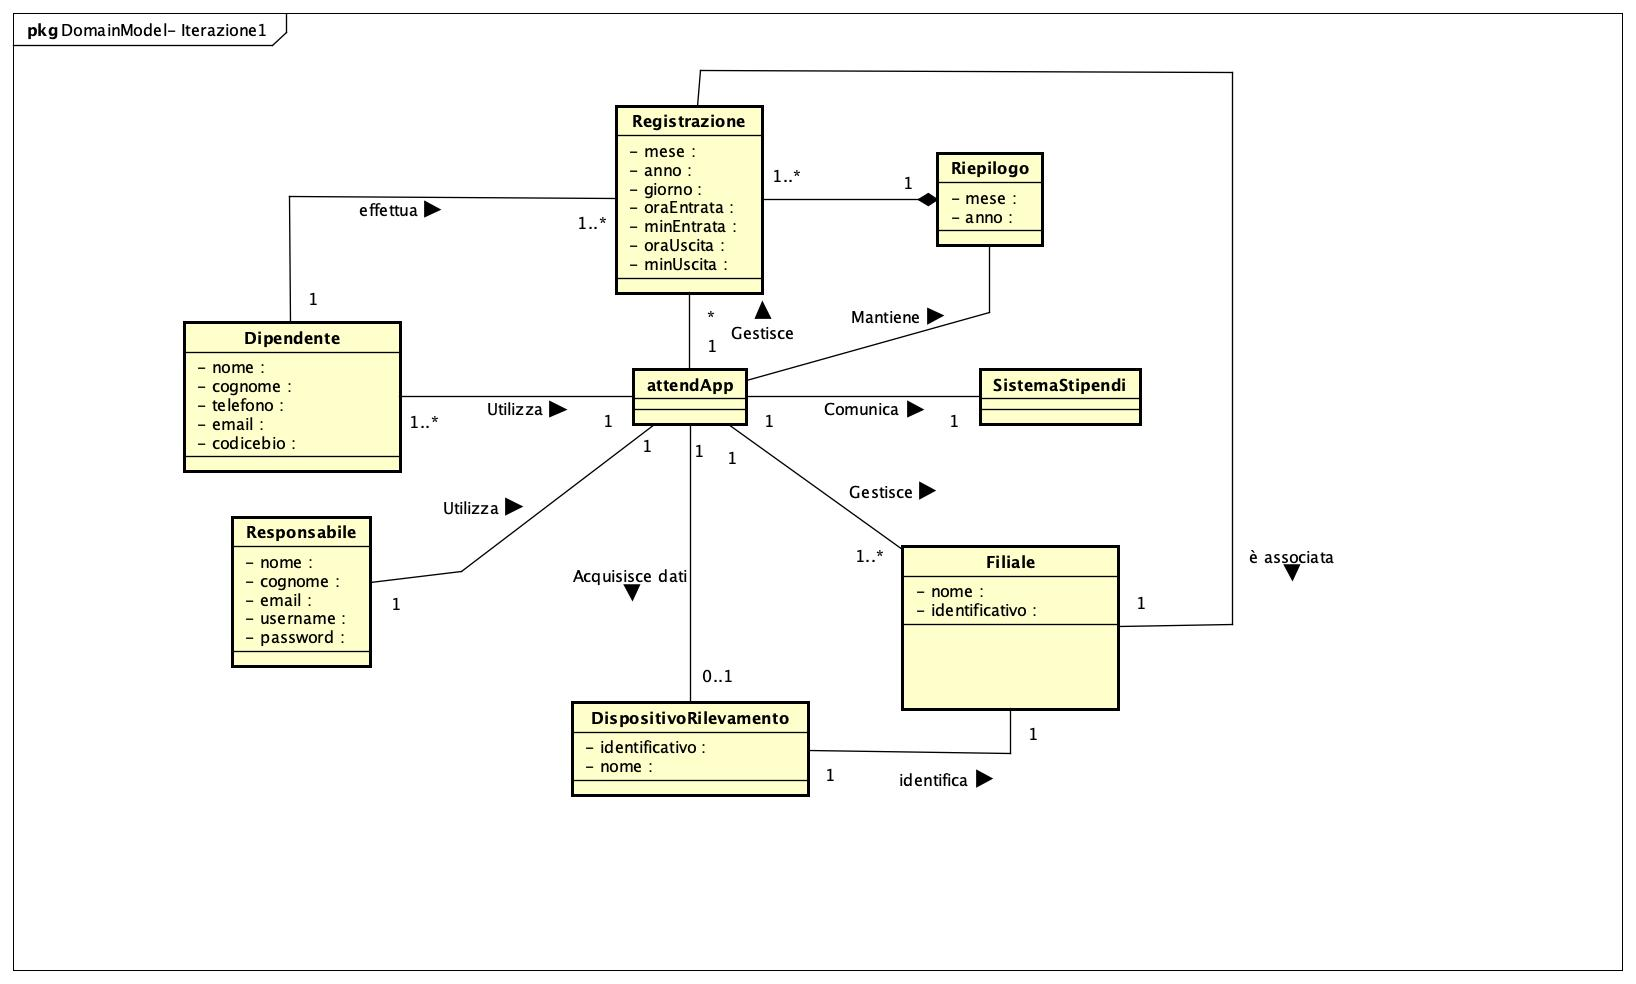 pkg DomainModel- Iterazione1
Registrazione
- mese :
- anno :
- giorno :
- oraEntrata :
- minEntrata :
- oraUscita :
- minUscita :
1..*
1
Riepilogo
- mese :
- anno :
effettua
1..*
1
*
Gestisce
1
Mantiene
Dipendente
- nome :
- cognome :
- telefono :
- email :
- codicebio :
1..*
Utilizza
1
attendApp
1
Comunica
1
SistemaStipendi
1
1
1
Utilizza
Gestisce
1..*
Responsabile
- nome :
- cognome :
- email :
- username :
- password :
1
Acquisisce dati
0..1
Filiale
- nome :
- identificativo :
1
è associata
DispositivoRilevamento
- identificativo :
- nome :
1
identifica
1